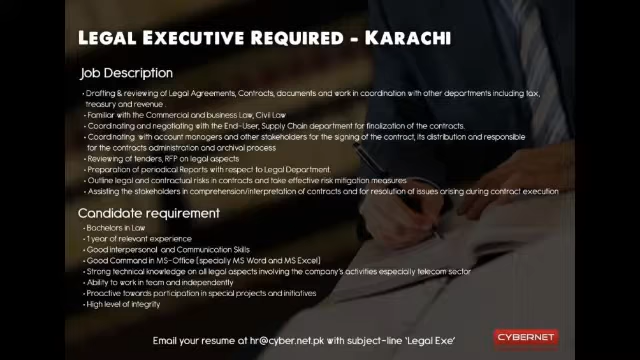 LEGAL EXECUTIVE REQUIRED - KARACHI
Job Description
• Drafting & reviewing of Legal Agreements, Contracts, documents and work in coordination with other departments including tax,
treasury and revenue .
• Familiar with the Commercial and business Law, Civil Law
• Coordinating and negotiating with the End-User, Supply Chain department for finalization of the contracts.
• Coordinating with account managers and other stakeholders for the signing of the contract, its distribution and responsible
for the contracts administration and archival process
• Reviewing of tenders, RFP on legal aspects
• Preparation of periodical Reports with respect to Legal Department.
• Outline legal and contractual risks in contracts and take effective risk mitigation measures
• Assisting the stakeholders in comprehension/interpretation of contracts and for resolution of issues arising during contract execution
Candidate requirement
• Bachelors in Law
• 1 year of relevant experience
• Good interpersonal and Communication Skills
• Good Command in MS-Office [specially MS Word and MS Excel]
• Strong technical knowledge on all legal aspects involving the company's activities especially telecom sector
• Ability to work in team and independently
• Proactive towards participation in special projects and initiatives
• High level of integrity
Email your resume at hr@cyber.net.pk with subject-line 'Legal Exe'
CYBERNET